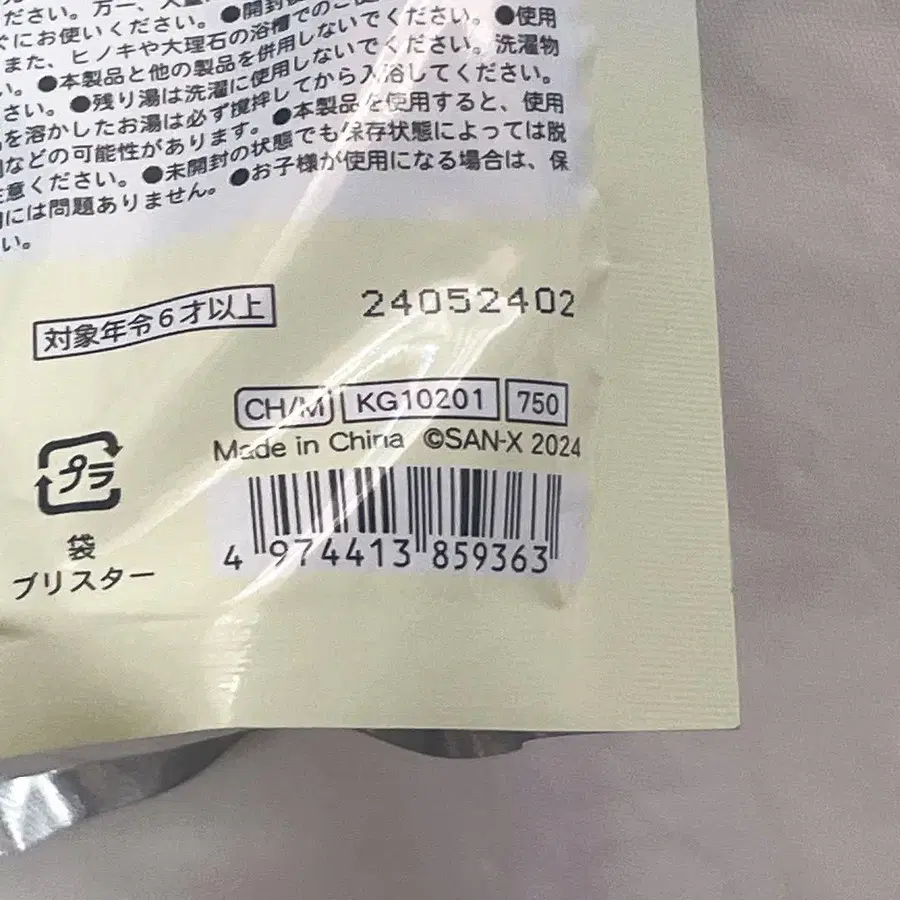 ださい。万一、大量
ぐにお使いください。●開封
また、ヒノキや大理石の浴槽でのご使
い。●本製品と他の製品を併用しないでください。●使用
さい。●残り湯は洗濯に使用しないでください。洗濯物
を溶かしたお湯は必ず撹拌してから入浴してください。
などの可能性があります。●本製品を使用すると、使用
意ください。●未開封の状態でも保存状態によっては脱
には問題ありません。●お子様が使用になる場合は、保
い。
対象年令6才以上
24052402
CH/M KG10201 750
Made in China ©SAN-X 2024
プラ
袋
ブリスター
4 974413 859363